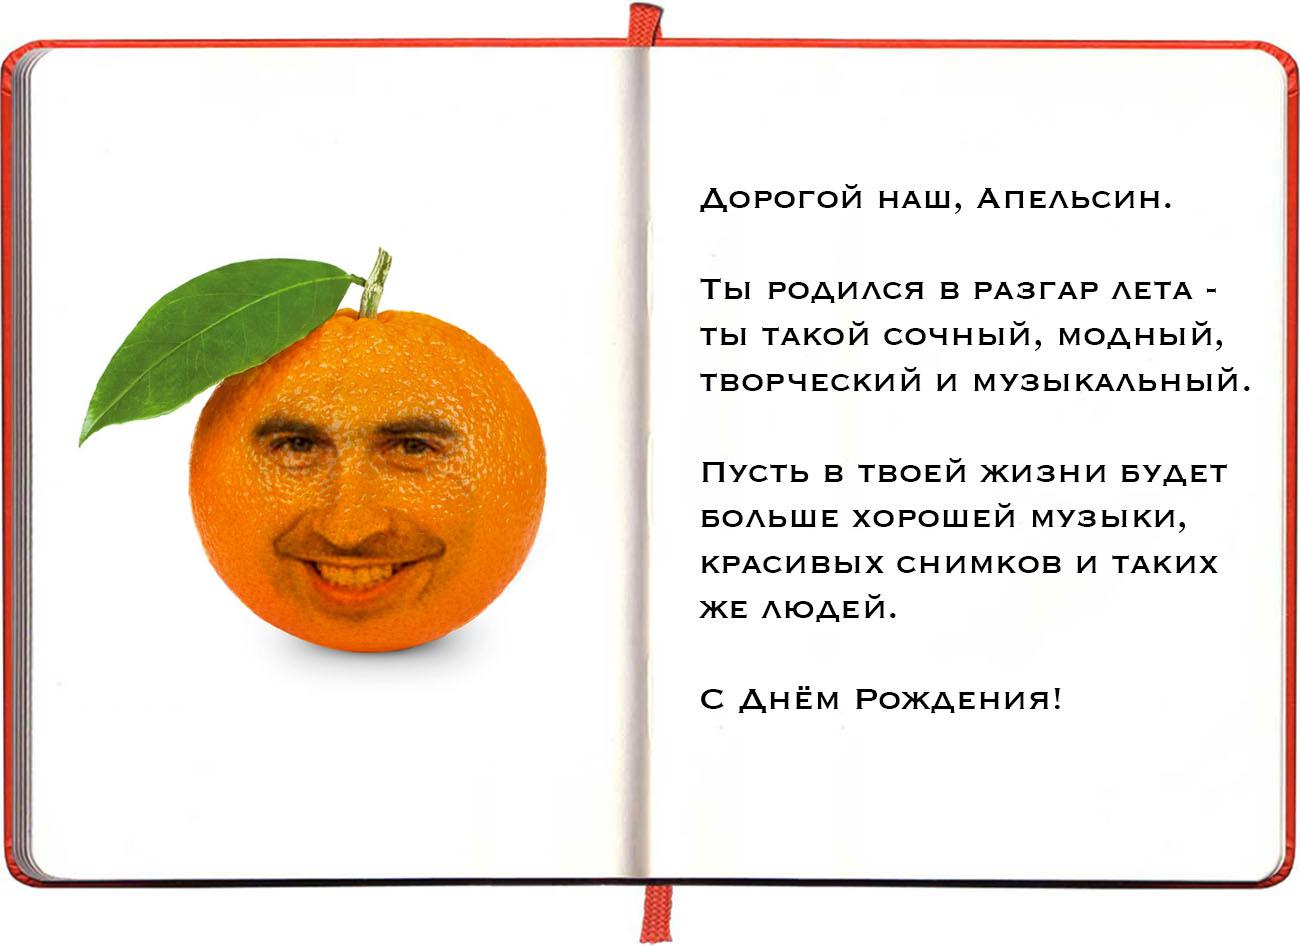 Дорогой наш, Апельсин.
Ты родился в разгар лета -
ты такой сочный, модный,
творческий и музыкальный.
Пусть в твоей жизни будет
больше хорошей музыки,
красивых снимков и таких
же людей.
С Днём Рождения!